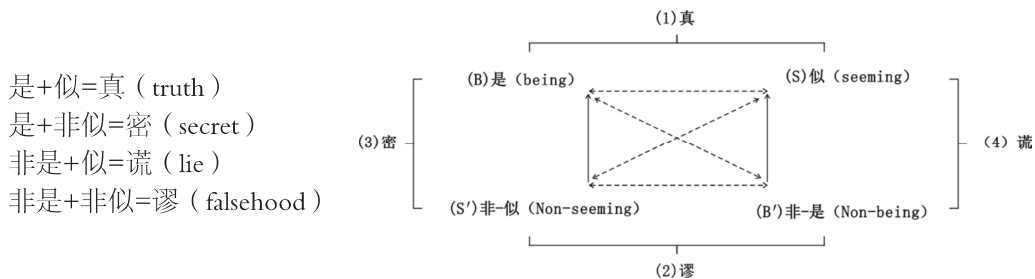 是+似=真（truth）
是+非似=密（secret）
非是+似=谎（lie）
非是+非似=谬（falsehood）
(1)真
(B)是（being）
(S)似（seeming）
(3)密
（4）谎
(S′)非-似（Non-seeming）
(B′)非-是（Non-being）
(2)谬